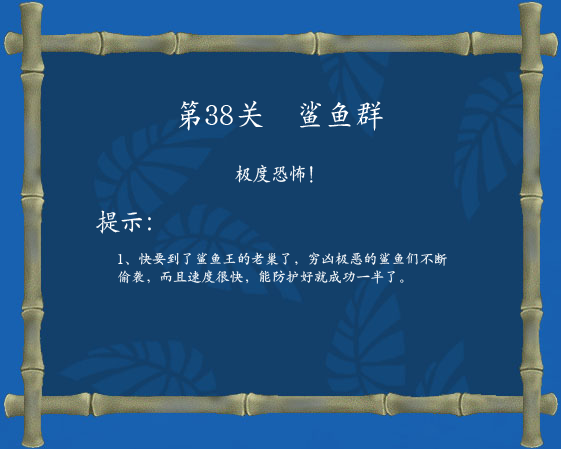 第38关 鲨鱼群
极度恐怖！
提示：
1、快要到了鲨鱼王的老巢了，穷凶极恶的鲨鱼们不断
偷袭，而且速度很快，能防护好就成功一半了。